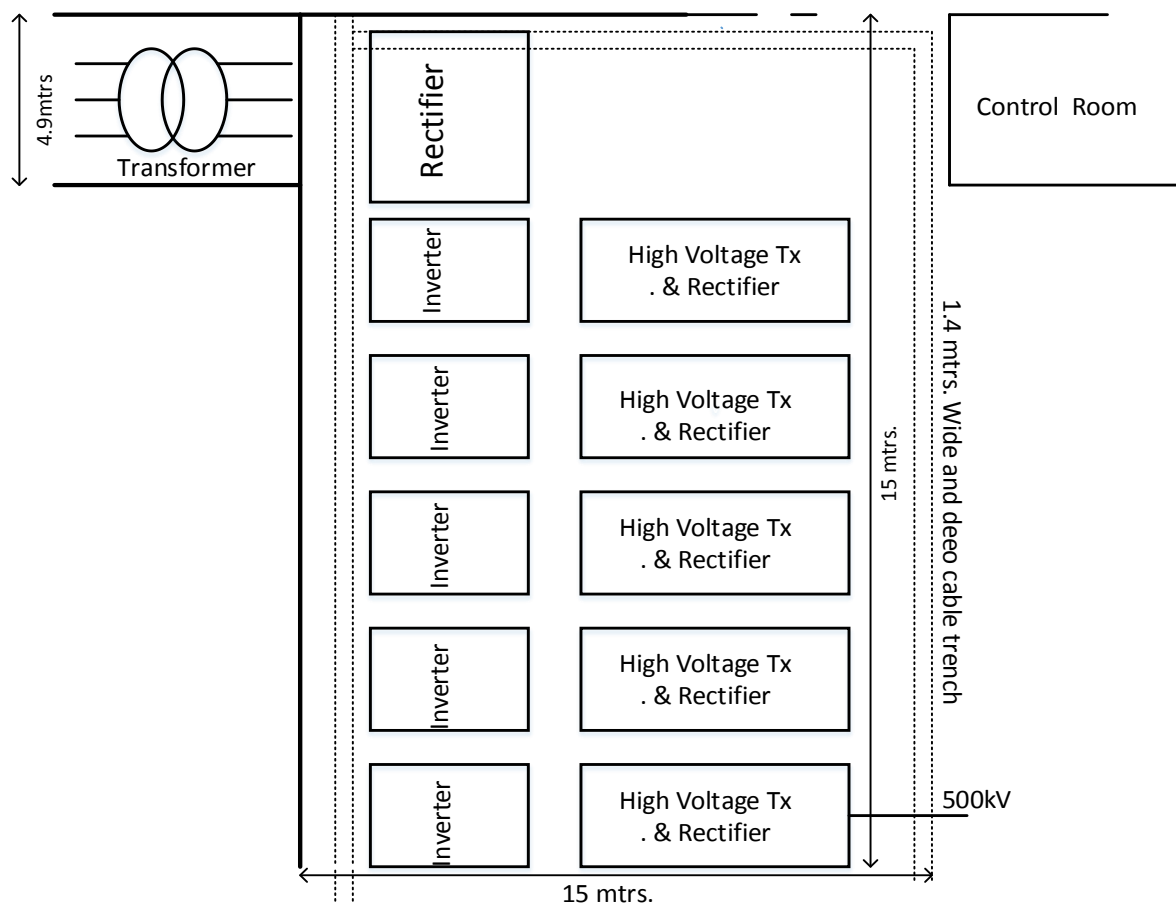 4.9mtrs
Transformer
Rectifier
Control  Room
Inverter
High Voltage Tx
. & Rectifier
Inverter
High Voltage Tx
. & Rectifier
Inverter
High Voltage Tx
. & Rectifier
Inverter
High Voltage Tx
. & Rectifier
Inverter
High Voltage Tx
. & Rectifier
15 mtrs.
1.4 mtrs. Wide and deeo cable trench
500kV
15 mtrs.